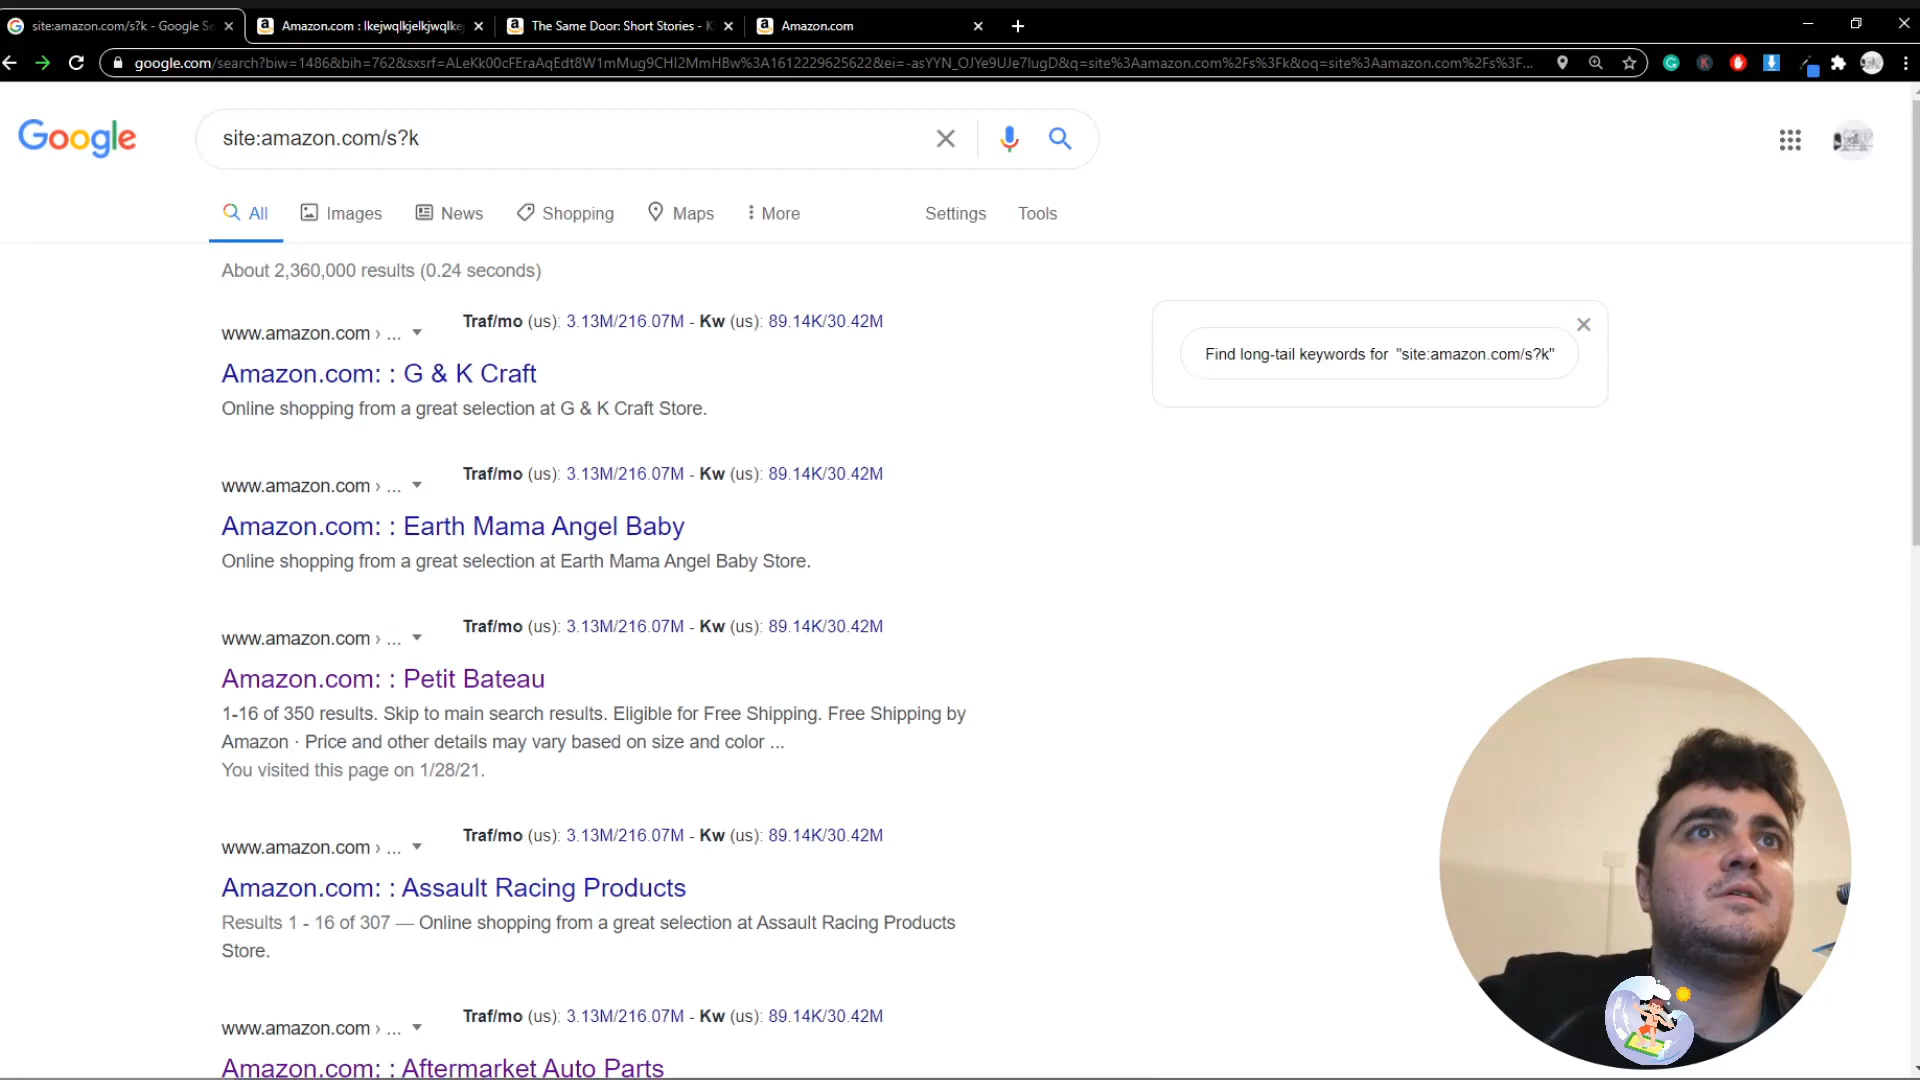 site:amazon.com/s?k - Google Se
Amazon.com : lkejwqlkjelkjwqlke
The Same Door: Short Stories - K
Amazon.com
google.com/search?biw=1486&bih=762&sxsrf=ALeKk00cFEraAqEdt8W1mMug9CHI2MmHBw%3A1612229625622&ei=-asYYN_OJYe9UJe7lugD&q=site%3Aamazon.com%2Fs%3Fk&oq=site%3Aamazon.com%2Fs%3F...
Google
site:amazon.com/s?k
All
Images
News
Shopping
Maps
More
Settings
Tools
About 2,360,000 results (0.24 seconds)
www.amazon.com › ...
Traf/mo (us): 3.13M/216.07M - Kw (us): 89.14K/30.42M
Amazon.com: : G & K Craft
Online shopping from a great selection at G & K Craft Store.
Find long-tail keywords for "site:amazon.com/s?k"
www.amazon.com › ...
Traf/mo (us): 3.13M/216.07M - Kw (us): 89.14K/30.42M
Amazon.com: : Earth Mama Angel Baby
Online shopping from a great selection at Earth Mama Angel Baby Store.
www.amazon.com › ...
Traf/mo (us): 3.13M/216.07M - Kw (us): 89.14K/30.42M
Amazon.com: : Petit Bateau
1-16 of 350 results. Skip to main search results. Eligible for Free Shipping. Free Shipping by
Amazon · Price and other details may vary based on size and color ...
You visited this page on 1/28/21.
www.amazon.com › ...
Traf/mo (us): 3.13M/216.07M - Kw (us): 89.14K/30.42M
Amazon.com: : Assault Racing Products
Results 1 - 16 of 307 — Online shopping from a great selection at Assault Racing Products
Store.
www.amazon.com › ...
Traf/mo (us): 3.13M/216.07M - Kw (us): 89.14K/30.42M
Amazon.com: : Aftermarket Auto Parts